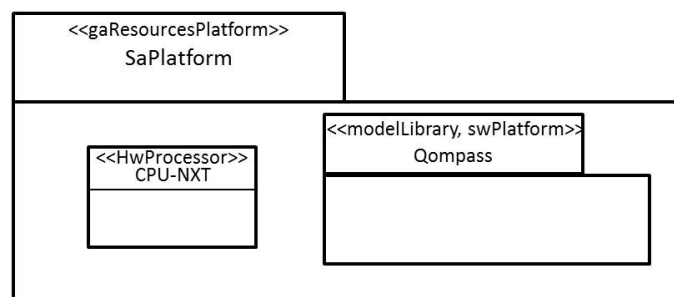 <<gaResourcesPlatform>>
SaPlatform
<<modelLibrary, swPlatform>>
Qompass
<<HwProcessor>>
CPU-NXT